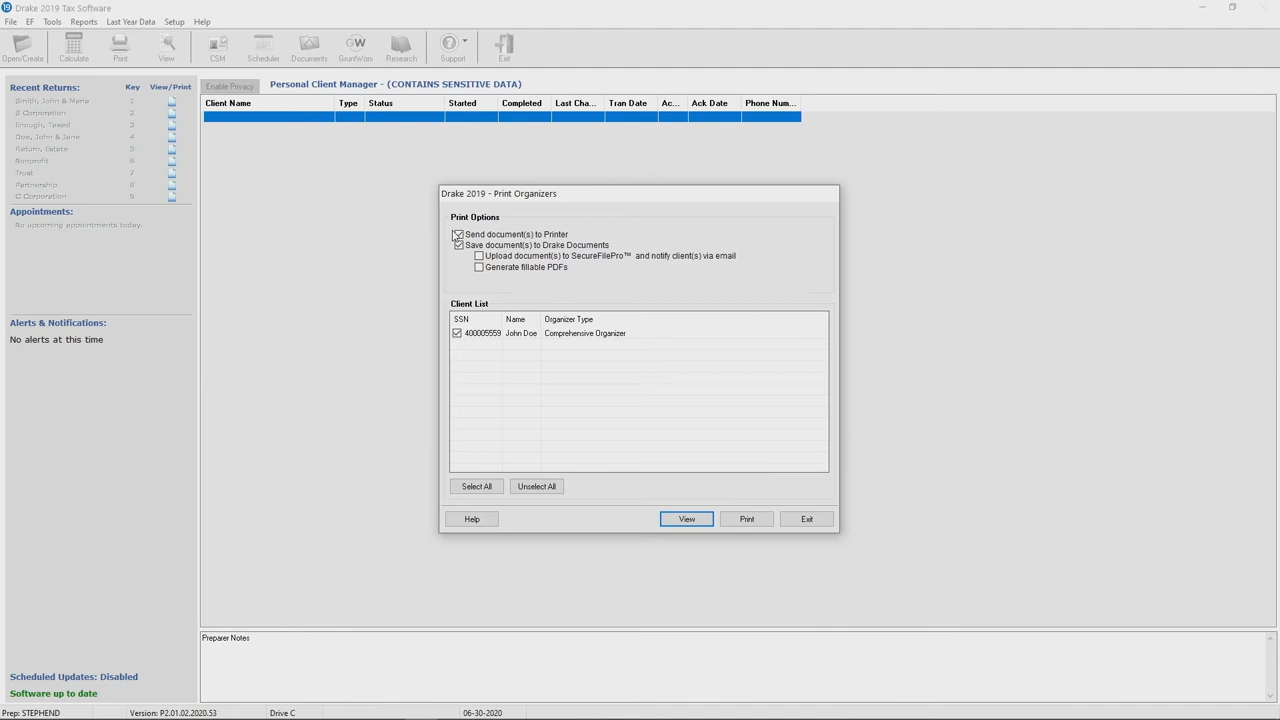 19 Drake 2019 Tax Software
File EF Tools Reports Last Year Data Setup Help
Open/Create Calculate Print View CSM Scheduler Documents GruntWorx Research Support Exit
GW
Recent Returns: Key View/Print
Smith, John & Marie 1
S Corporation 2
Enough, Taxed 3
Doe, John & Jane 4
Return, Estate 5
Nonprofit 6
Trust 7
Partnership 8
C Corporation 9
Appointments:
No upcoming appointments today.
Alerts & Notifications:
No alerts at this time
Scheduled Updates: Disabled
Software up to date
Enable Privacy Personal Client Manager - (CONTAINS SENSITIVE DATA)
Client Name Type Status Started Completed Last Cha... Tran Date Ac... Ack Date Phone Num...
Drake 2019 - Print Organizers
Print Options
Send document(s) to Printer
Save document(s) to Drake Documents
Upload document(s) to SecureFilePro™ and notify client(s) via email
Generate fillable PDFs
Client List
SSN Name Organizer Type
400005559 John Doe Comprehensive Organizer
Select All Unselect All
Help View Print Exit
Preparer Notes
Prep: STEPHEND Version: P2.01.02.2020.53 Drive C 06-30-2020